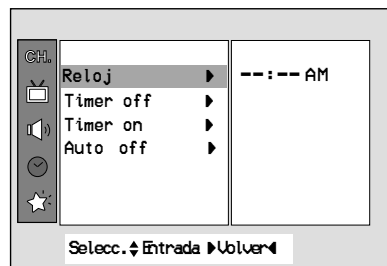 CH.
Reloj ▶ --:-- AM
Timer off ▶
Timer on ▶
Auto off ▶
Selecc.▲▼ Entrada ▶ Volver◀